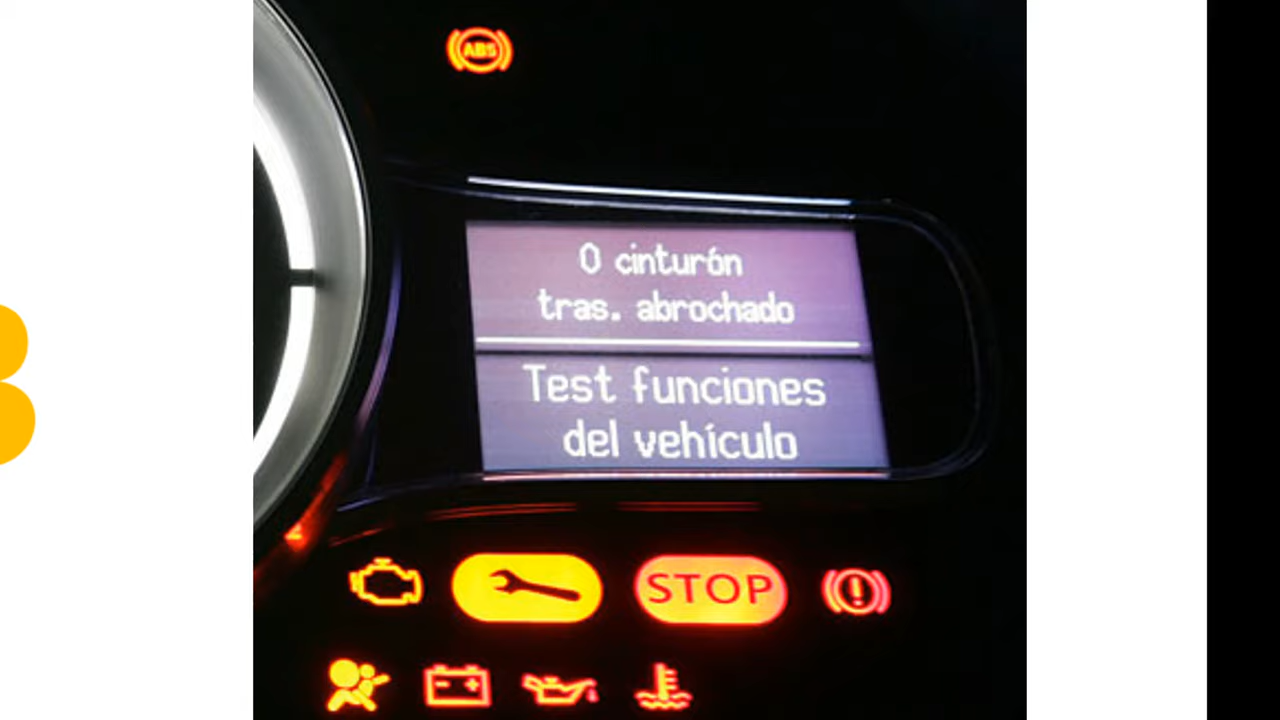 ABS
0 cinturón
tras. abrochado
Test funciones
del vehículo
STOP